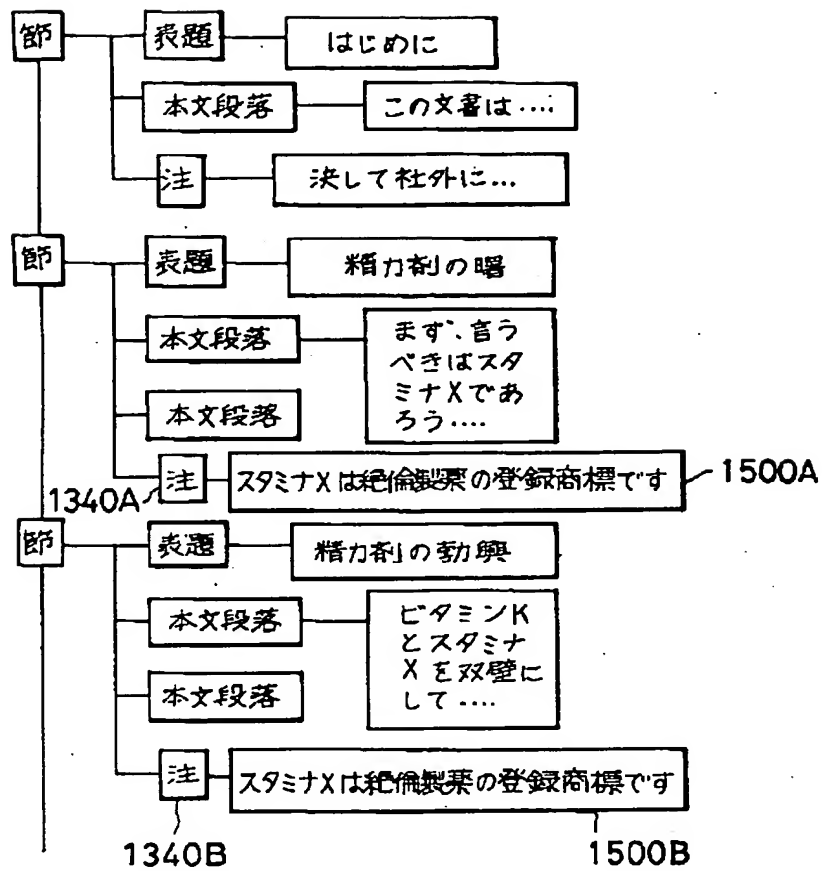 節 表題 はじめに
本文段落 この文書は‥‥
注 決して社外に…
節 表題 精力剤の曙
本文段落 まず、言う
べきはスタ
ミナXであ
ろう‥‥
本文段落
注 スタミナXは絶倫製薬の登録商標です 1500A
1340A
節 表題 精力剤の勃興
本文段落 ビタミンK
とスタミナ
Xを双璧に
して‥‥
本文段落
注 スタミナXは絶倫製薬の登録商標です
1340B 1500B